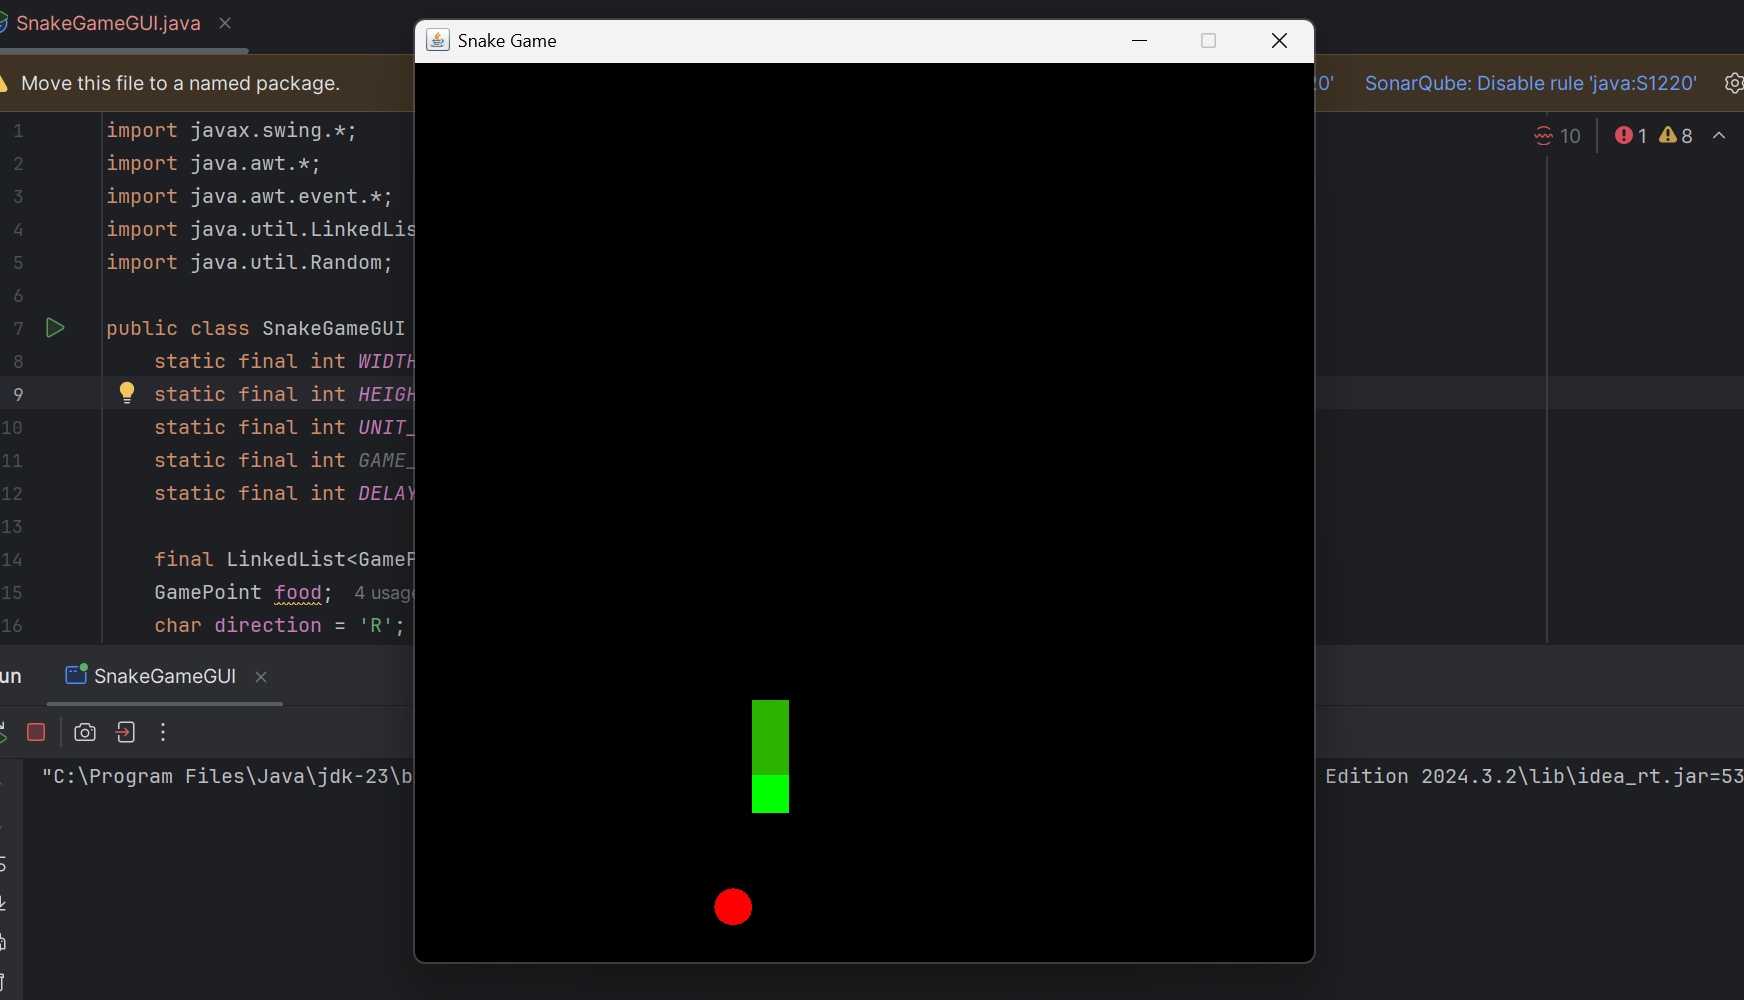 SnakeGameGUI.java
Snake Game
Move this file to a named package.
SonarQube: Disable rule 'java:S1220'
10 1 8
1 import javax.swing.*;
2 import java.awt.*;
3 import java.awt.event.*;
4 import java.util.LinkedLis
5 import java.util.Random;
6
7 public class SnakeGameGUI
8 static final int WIDTH
9 static final int HEIGH
10 static final int UNIT_
11 static final int GAME_
12 static final int DELAY
13
14 final LinkedList<GameP
15 GamePoint food; 4 usage
16 char direction = 'R';
un SnakeGameGUI
"C:\Program Files\Java\jdk-23\b Edition 2024.3.2\lib\idea_rt.jar=53